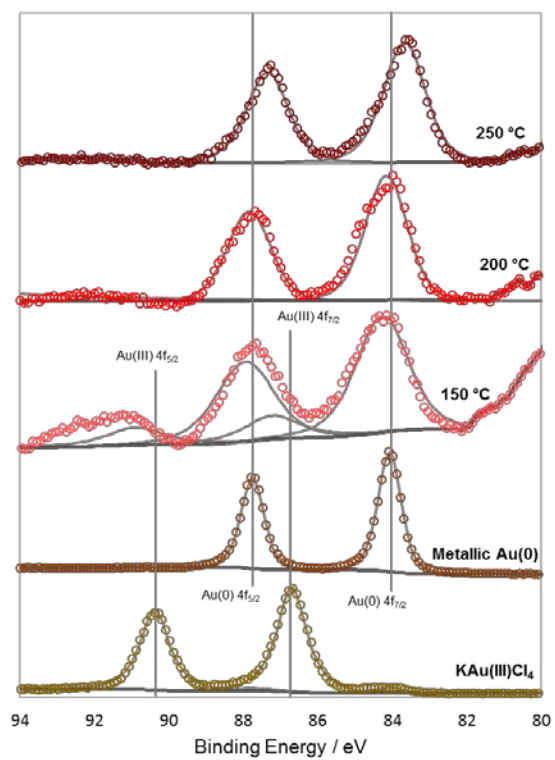 250 °C
200 °C
Au(III) 4f7/2
Au(III) 4f5/2
150 °C
Metallic Au(0)
Au(0) 4f5/2
Au(0) 4f7/2
KAu(III)Cl4
94 92 90 88 86 84 82 80
Binding Energy / eV